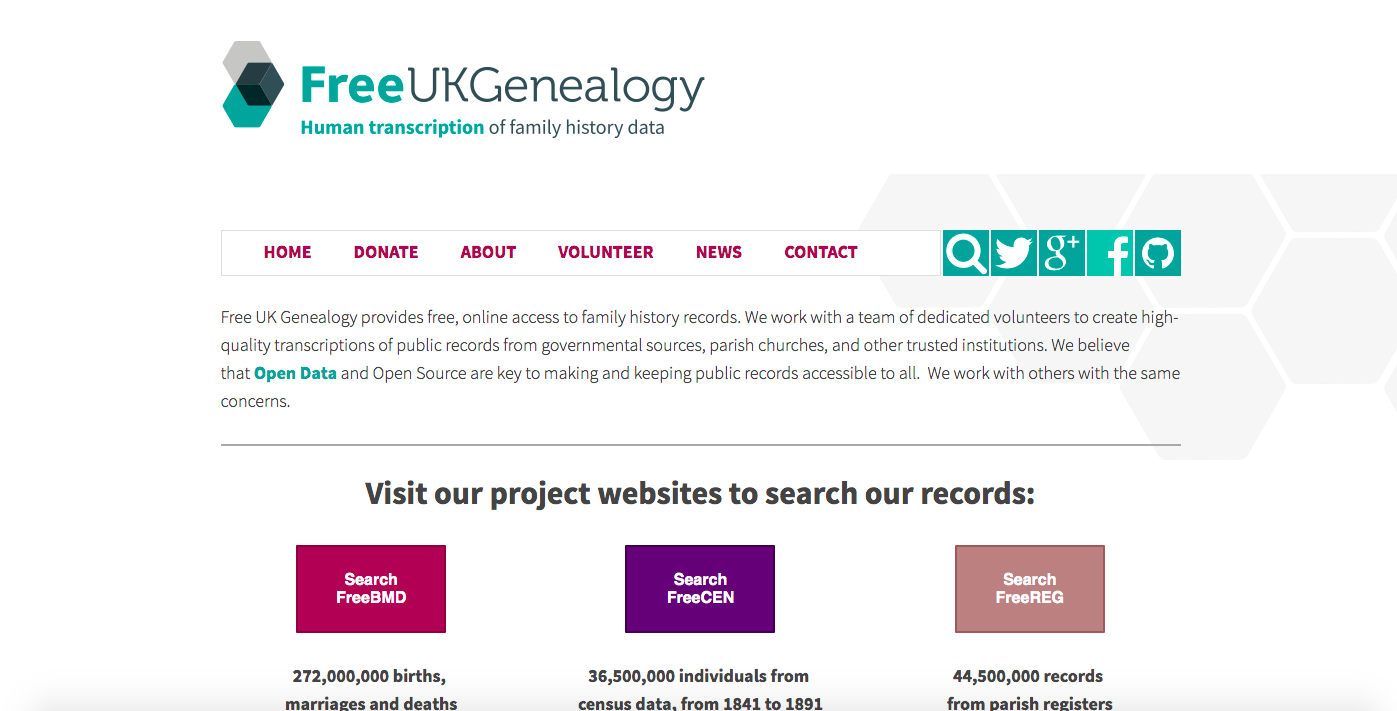 FreeUKGenealogy
Human transcription of family history data
HOME DONATE ABOUT VOLUNTEER NEWS CONTACT g+ f
Free UK Genealogy provides free, online access to family history records. We work with a team of dedicated volunteers to create high-
quality transcriptions of public records from governmental sources, parish churches, and other trusted institutions. We believe
that Open Data and Open Source are key to making and keeping public records accessible to all. We work with others with the same
concerns.
Visit our project websites to search our records:
Search
FreeBMD
Search
FreeCEN
Search
FreeREG
272,000,000 births,
marriages and deaths
36,500,000 individuals from
census data, from 1841 to 1891
44,500,000 records
from parish registers